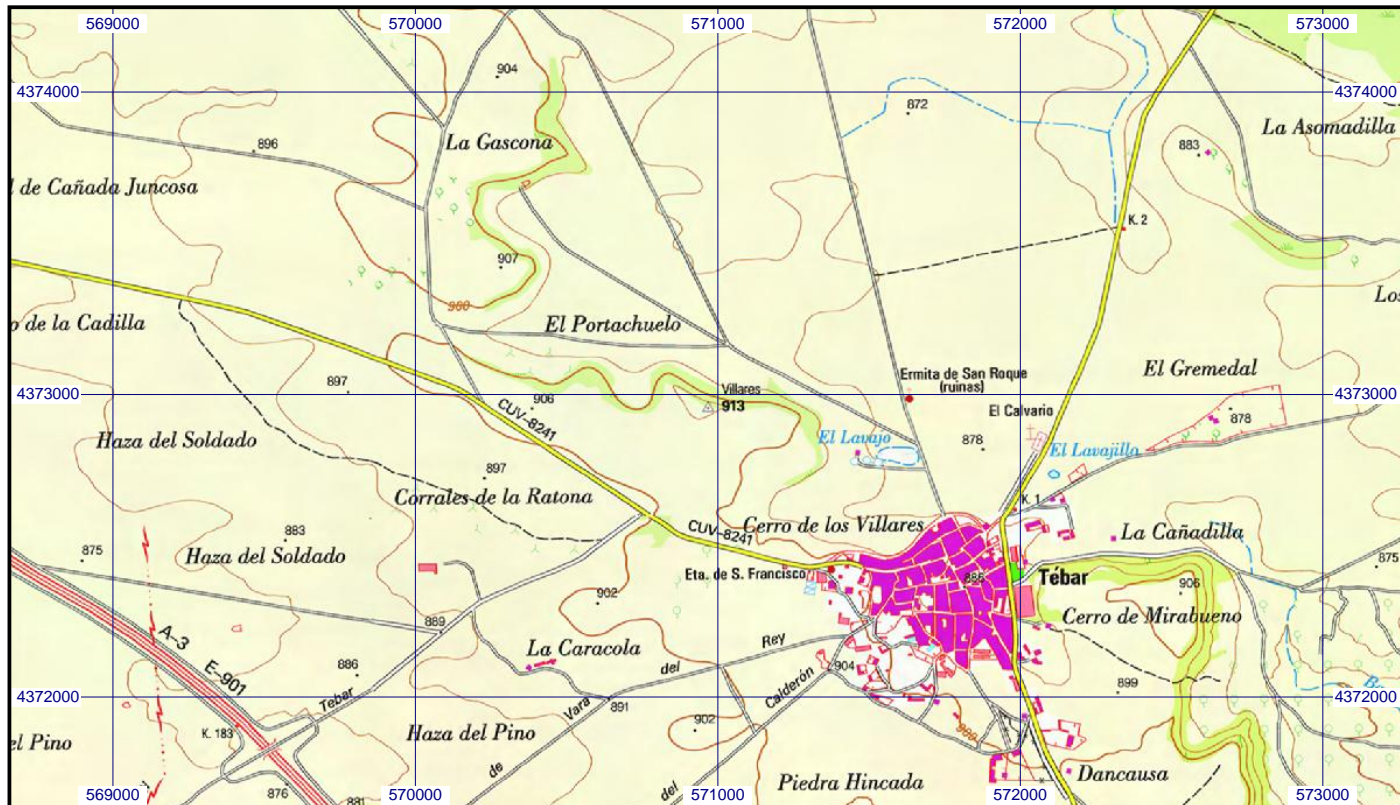 569000
570000
571000
572000
573000
904
4374000
4374000
872
La Asomadilla
896
La Gascona
883
l de Cañada Juncosa
K. 2
907
900
Los
o de la Cadilla
El Portachuelo
El Gremedal
Ermita de San Roque
(ruinas)
897
Villares
4373000
4373000
906
913
El Calvario
878
CUV-8241
878
Haza del Soldado
El Lavajo
El Lavajilla
897
Corrales de la Ratona
K. 1
883
CUV-8241
Cerro de los Villares
La Cañadilla
875
Haza del Soldado
875
Eta. de S. Francisco
885
Tébar
906
902
Cerro de Mirabueno
889
A-3
Rey
La Caracola
886
del
904
E-901
899
Calderón
4372000
4372000
Tebar
Vara
891
902
K. 183
Haza del Pino
900
el Pino
de
Piedra Hincada
Dancausa
876
881
del
569000
570000
571000
572000
573000